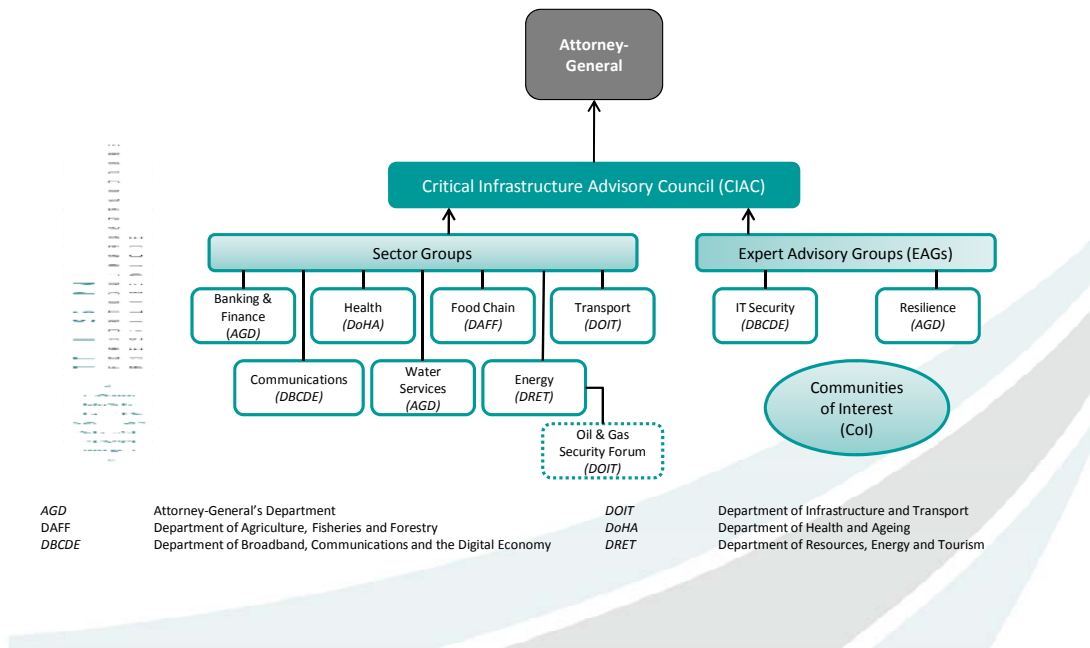 Attorney-
General
Critical Infrastructure Advisory Council (CIAC)
Sector Groups
Expert Advisory Groups (EAGs)
Banking &
Finance
(AGD)
Health
(DoHA)
Food Chain
(DAFF)
Transport
(DOIT)
IT Security
(DBCDE)
Resilience
(AGD)
Communications
(DBCDE)
Water
Services
(AGD)
Energy
(DRET)
Communities
of Interest
(CoI)
Oil & Gas
Security Forum
(DOIT)
AGD Attorney-General's Department
DAFF Department of Agriculture, Fisheries and Forestry
DBCDE Department of Broadband, Communications and the Digital Economy
DOIT Department of Infrastructure and Transport
DoHA Department of Health and Ageing
DRET Department of Resources, Energy and Tourism